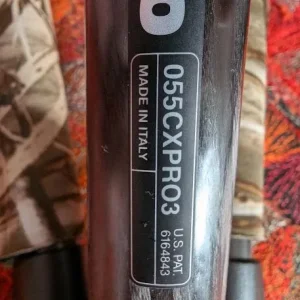 055CXPRO3
MADE IN ITALY
U.S. PAT.
6164843